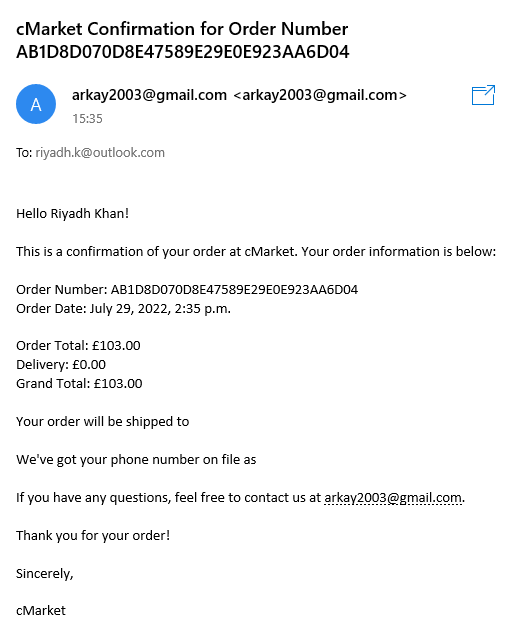 cMarket Confirmation for Order Number
AB1D8D070D8E47589E29E0E923AA6D04
A
arkay2003@gmail.com <arkay2003@gmail.com>
15:35
To: riyadh.k@outlook.com
Hello Riyadh Khan!
This is a confirmation of your order at cMarket. Your order information is below:
Order Number: AB1D8D070D8E47589E29E0E923AA6D04
Order Date: July 29, 2022, 2:35 p.m.
Order Total: £103.00
Delivery: £0.00
Grand Total: £103.00
Your order will be shipped to
We've got your phone number on file as
If you have any questions, feel free to contact us at arkay2003@gmail.com.
Thank you for your order!
Sincerely,
cMarket